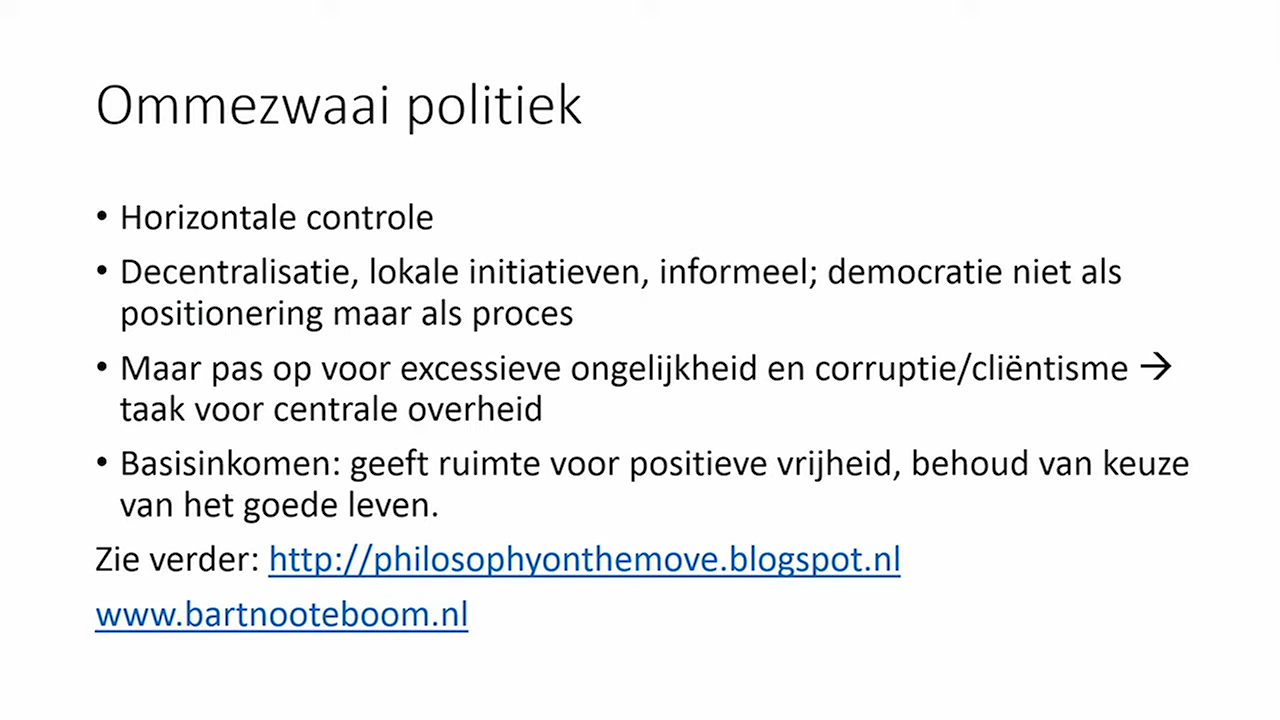 Ommezwaai politiek
• Horizontale controle
• Decentralisatie, lokale initiatieven, informeel; democratie niet als
positionering maar als proces
• Maar pas op voor excessieve ongelijkheid en corruptie/cliëntisme →
taak voor centrale overheid
• Basisinkomen: geeft ruimte voor positieve vrijheid, behoud van keuze
van het goede leven.
Zie verder: http://philosophyonthemove.blogspot.nl
www.bartnooteboom.nl